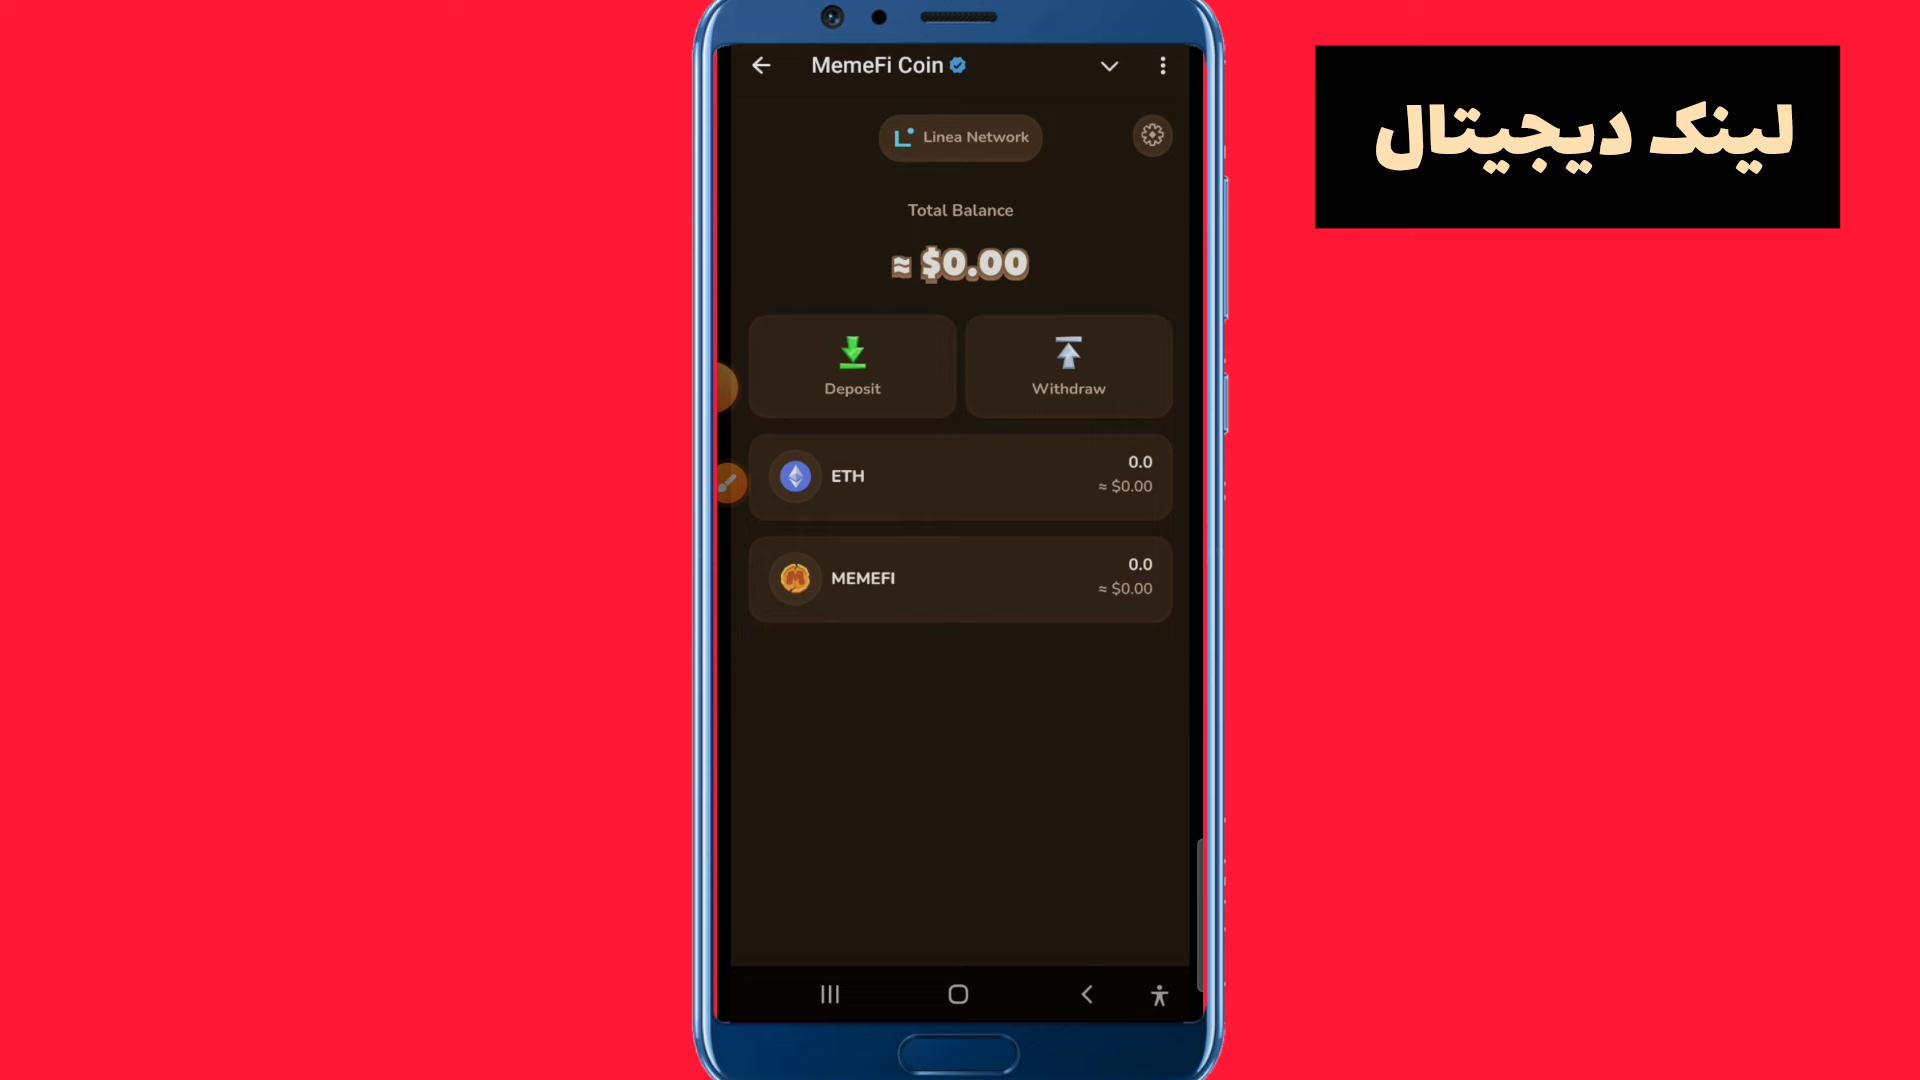 MemeFi Coin
لینک دیجیتال
Linea Network
Total Balance
≈ $0.00
Deposit
Withdraw
ETH
0.0
≈ $0.00
MEMEFI
0.0
≈ $0.00